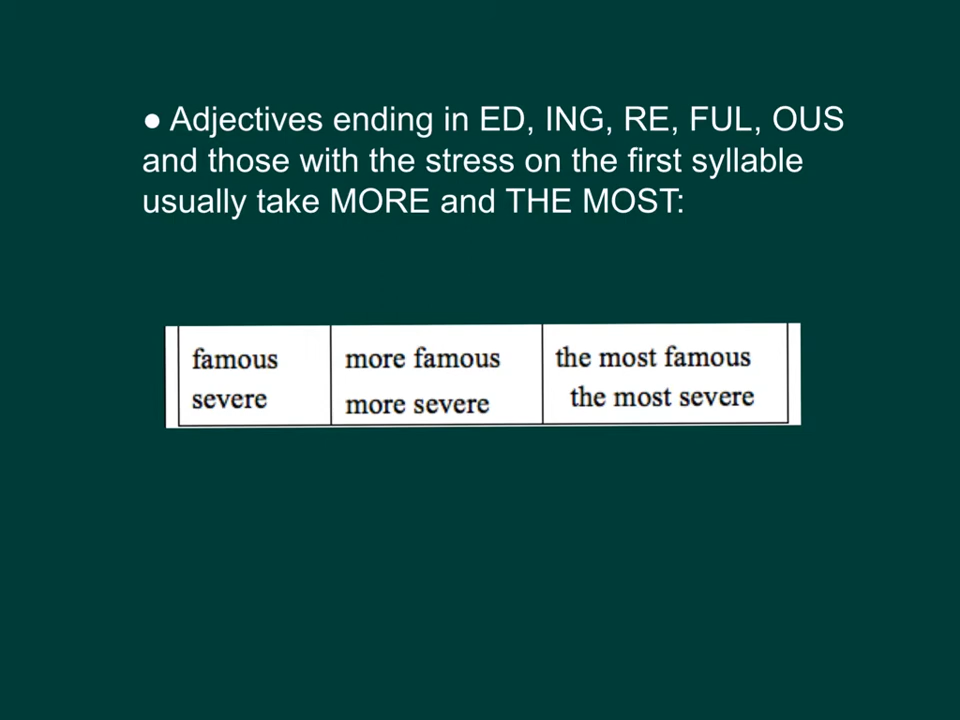 ● Adjectives ending in ED, ING, RE, FUL, OUS
and those with the stress on the first syllable
usually take MORE and THE MOST:
famous more famous the most famous
severe more severe the most severe